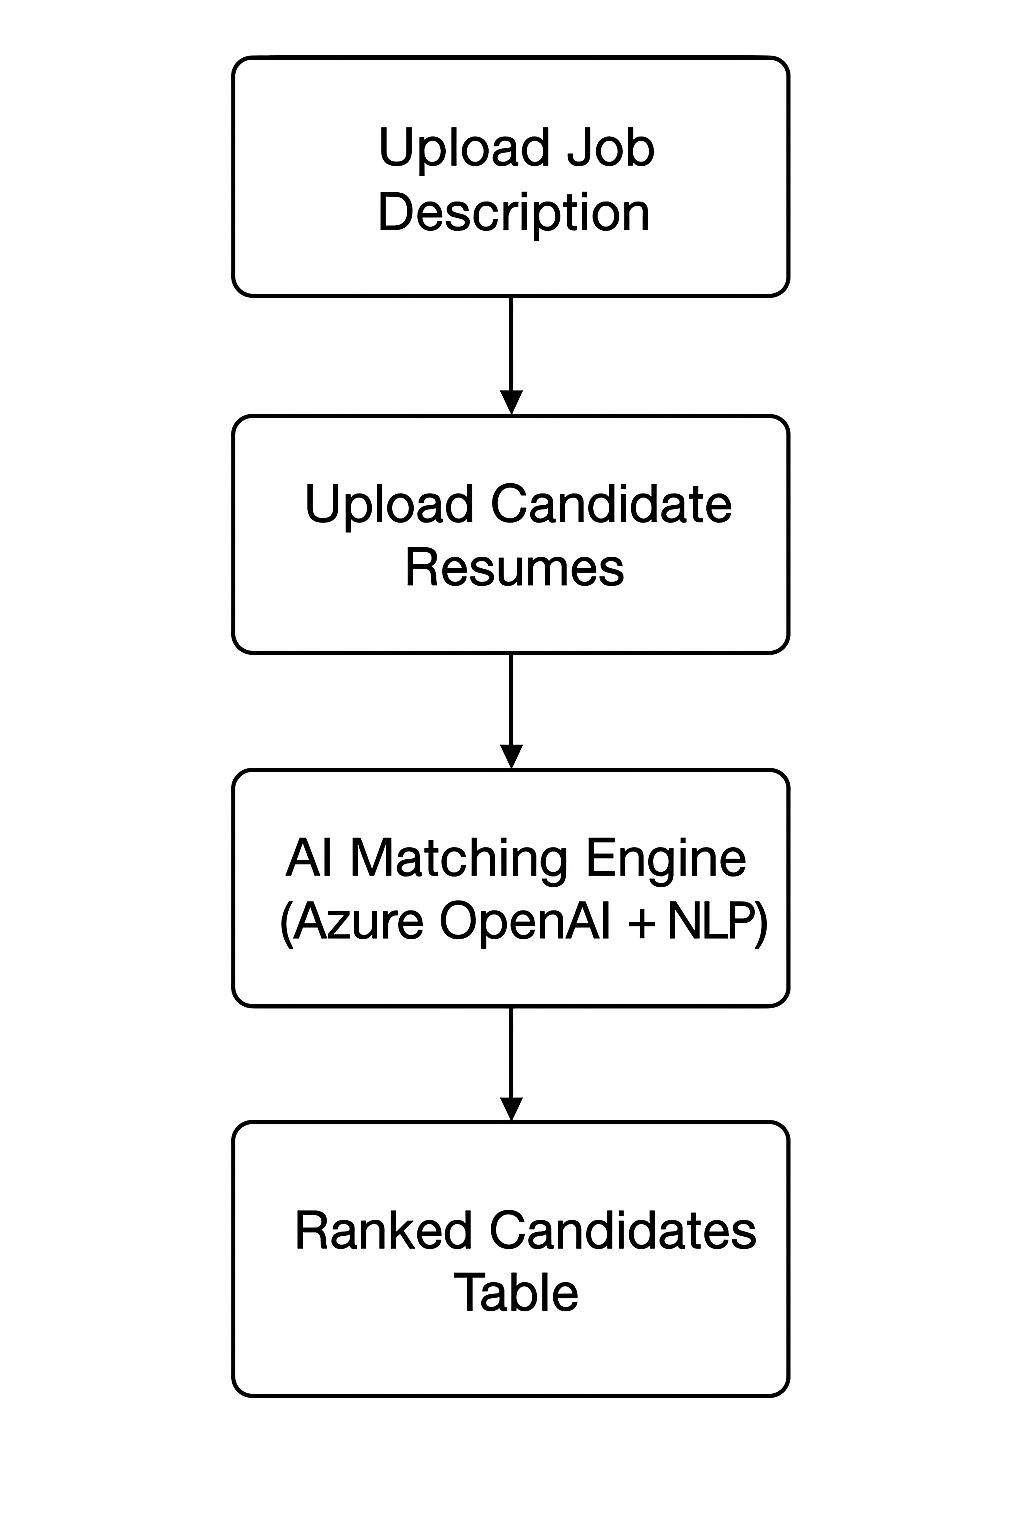 Upload Job
Description
Upload Candidate
Resumes
AI Matching Engine
(Azure OpenAI + NLP)
Ranked Candidates
Table